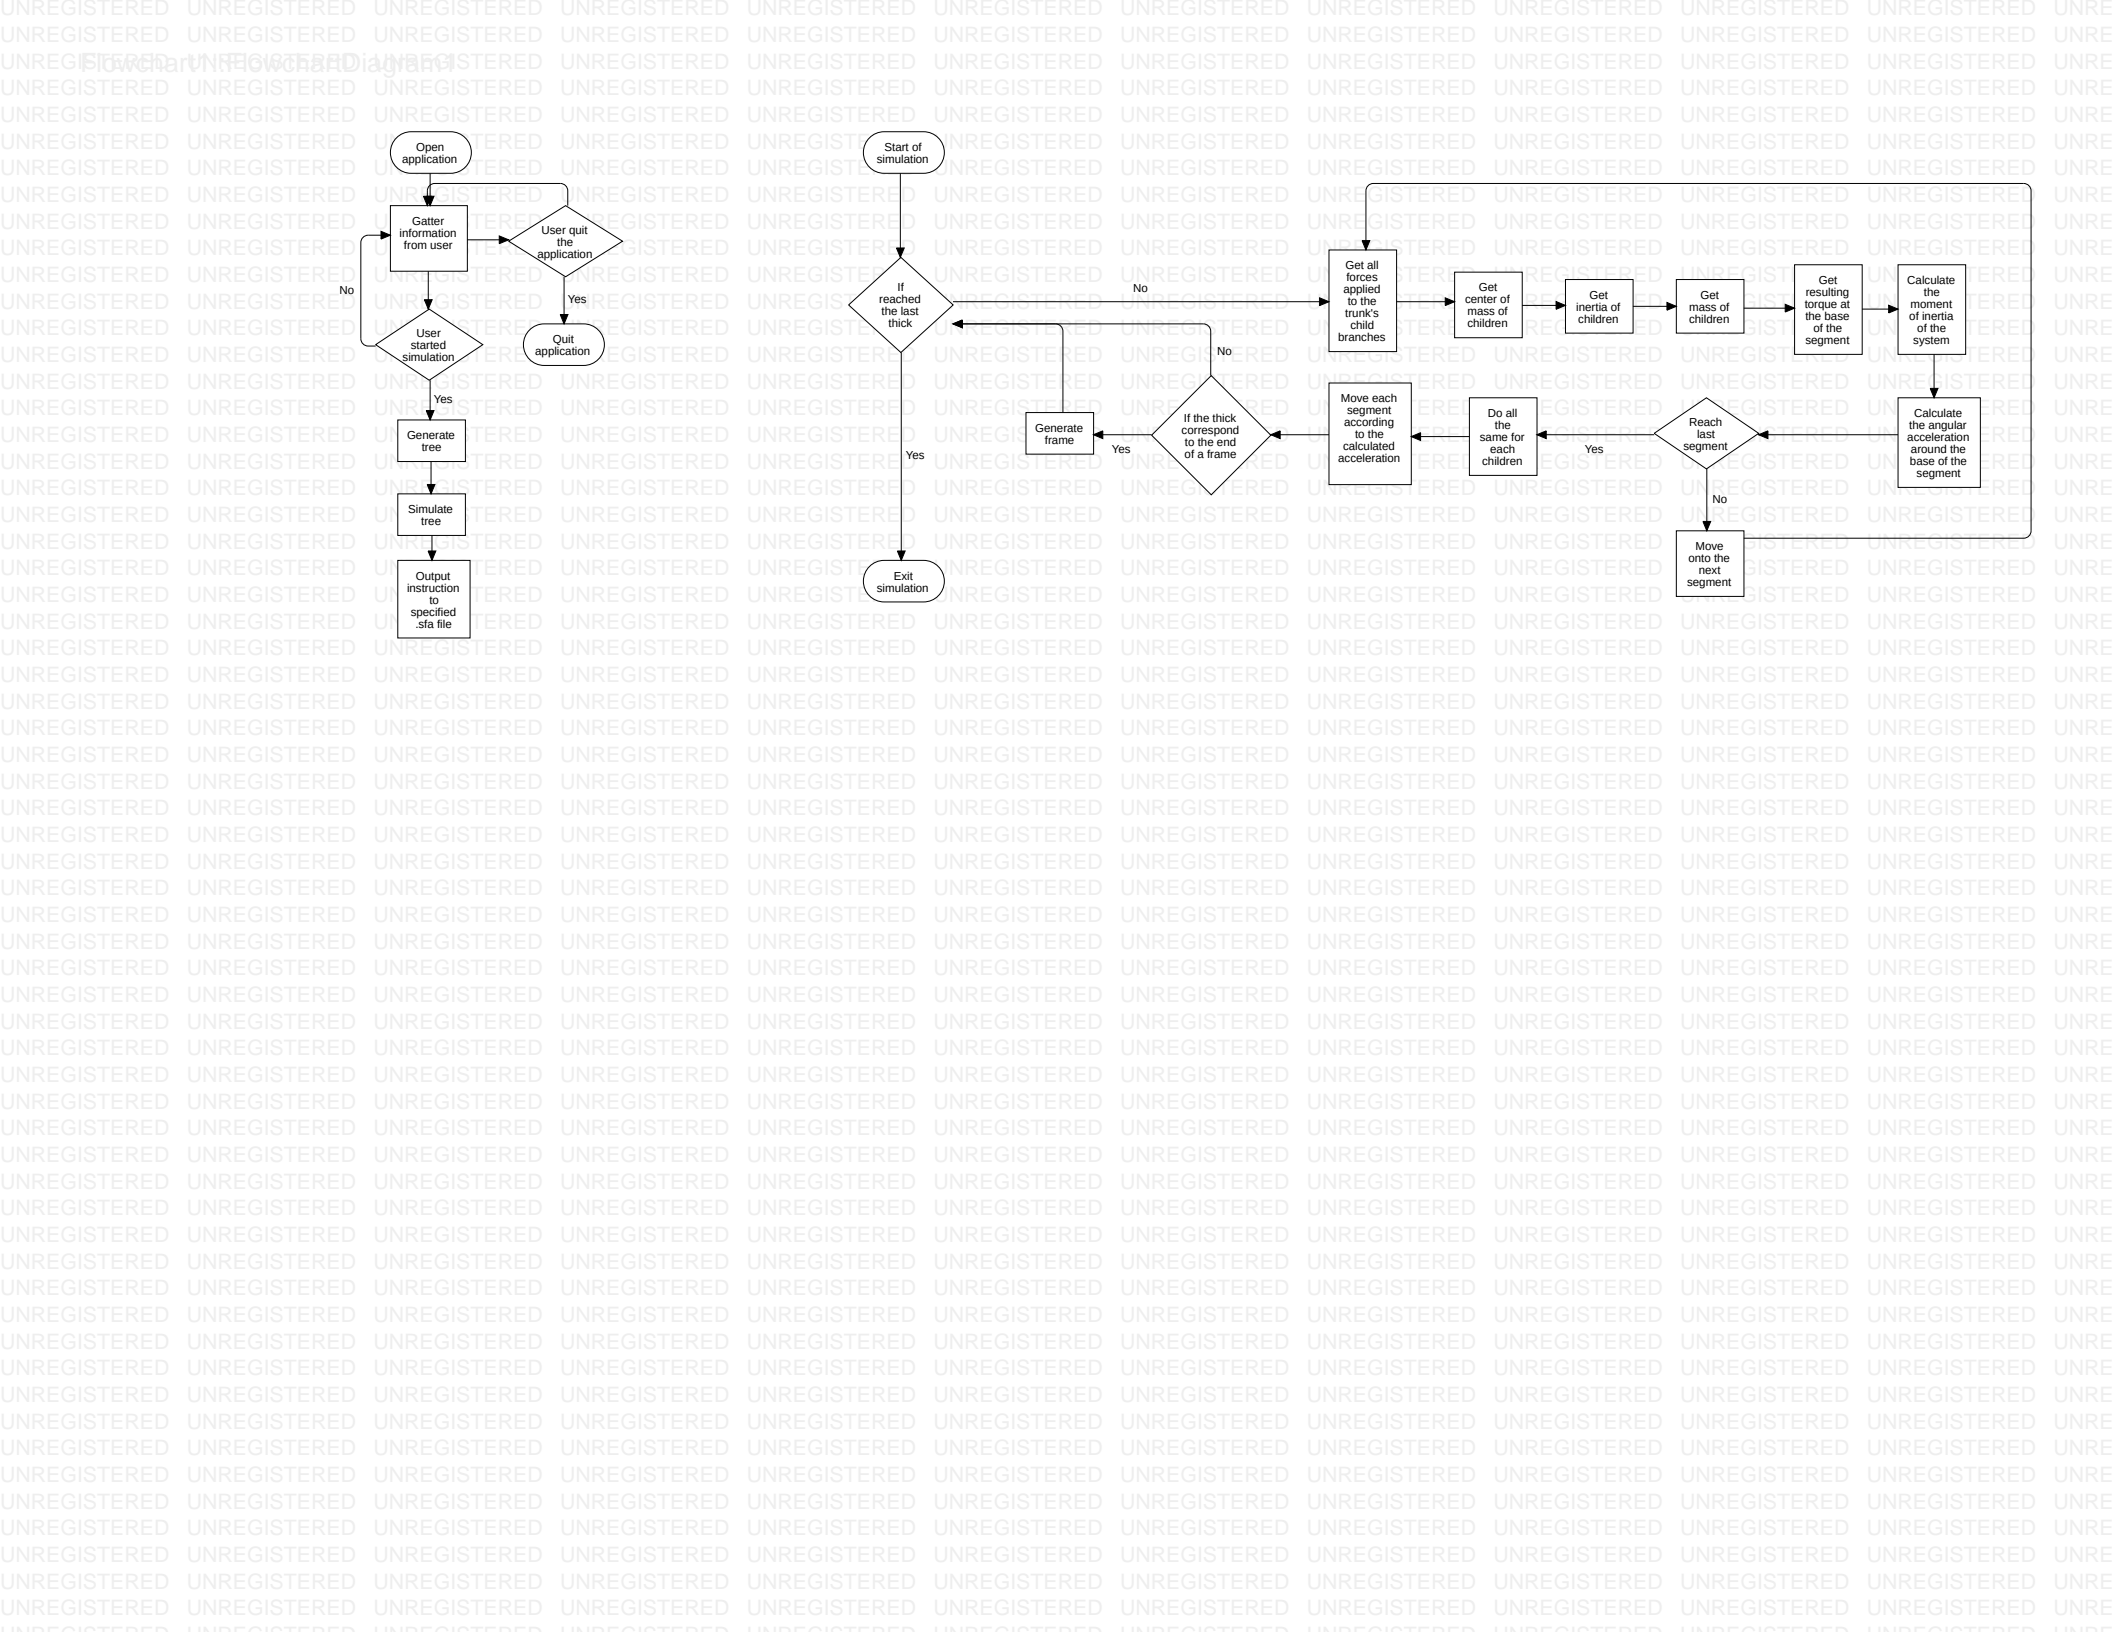 Open
application
Gatter
information
from user
User quit
the
application
No
Yes
User
started
simulation
Quit
application
Yes
Generate
tree
Simulate
tree
Output
instruction
to
specified
.sfa file
Start of
simulation
If
reached
the last
thick
No
Yes
Exit
simulation
Get all
forces
applied
to the
trunk's
child
branches
Get
center of
mass of
children
Get
inertia of
children
Get
mass of
children
Get
resulting
torque at
the base
of the
segment
Calculate
the
moment
of inertia
of the
system
Calculate
the angular
acceleration
around the
base of the
segment
Reach
last
segment
No
Move
onto the
next
segment
Yes
Do all
the
same for
each
children
Move each
segment
according
to the
calculated
acceleration
If the thick
correspond
to the end
of a frame
No
Yes
Generate
frame